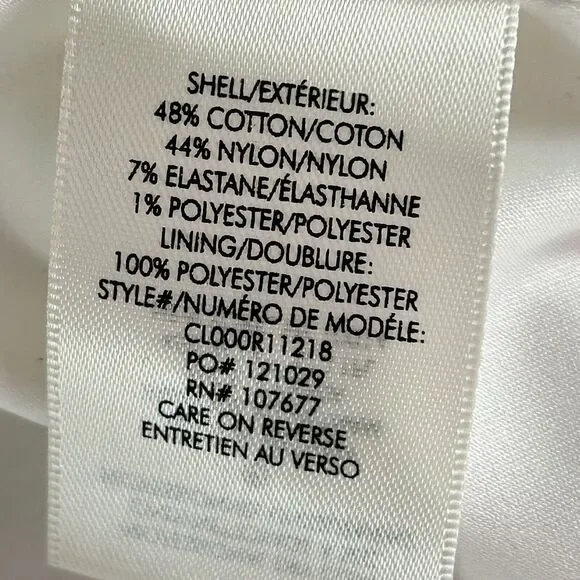 SHELL/EXTÉRIEUR:
48% COTTON/COTON
44% NYLON/NYLON
7% ELASTANE/ÉLASTHANNE
1% POLYESTER/POLYESTER
LINING/DOUBLURE:
100% POLYESTER/POLYESTER
STYLE#/NUMÉRO DE MODÉLE:
CL000R11218
PO# 121029
RN# 107677
CARE ON REVERSE
ENTRETIEN AU VERSO